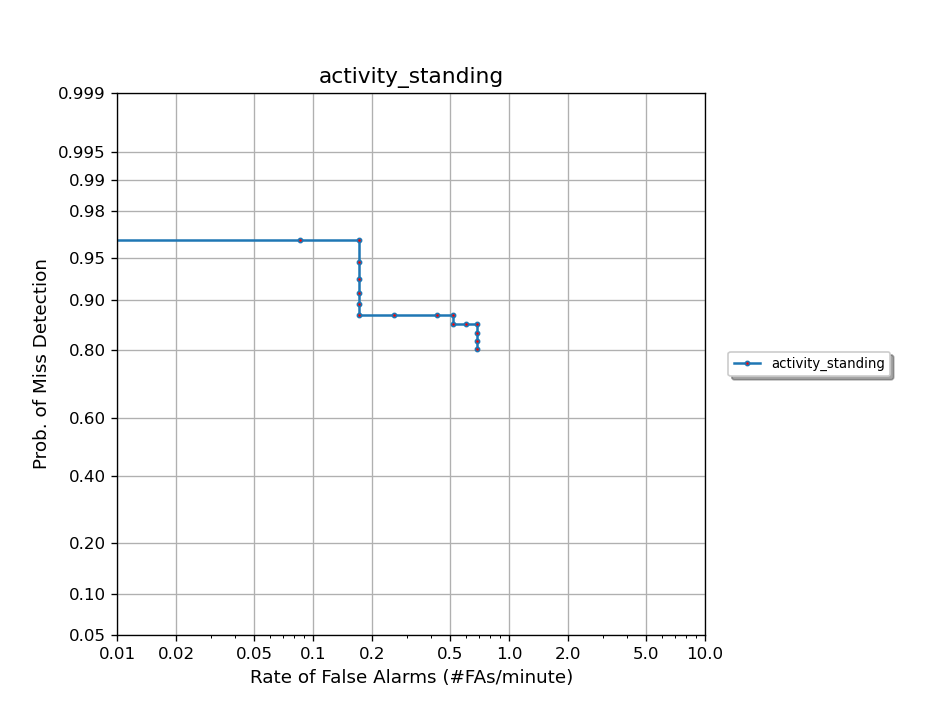 activity_standing
0.999
0.995
0.99
0.98
0.95
0.90
0.80
0.60
0.40
0.20
0.10
0.05
Prob. of Miss Detection
0.01 0.02 0.05 0.1 0.2 0.5 1.0 2.0 5.0 10.0
Rate of False Alarms (#FAs/minute)
activity_standing